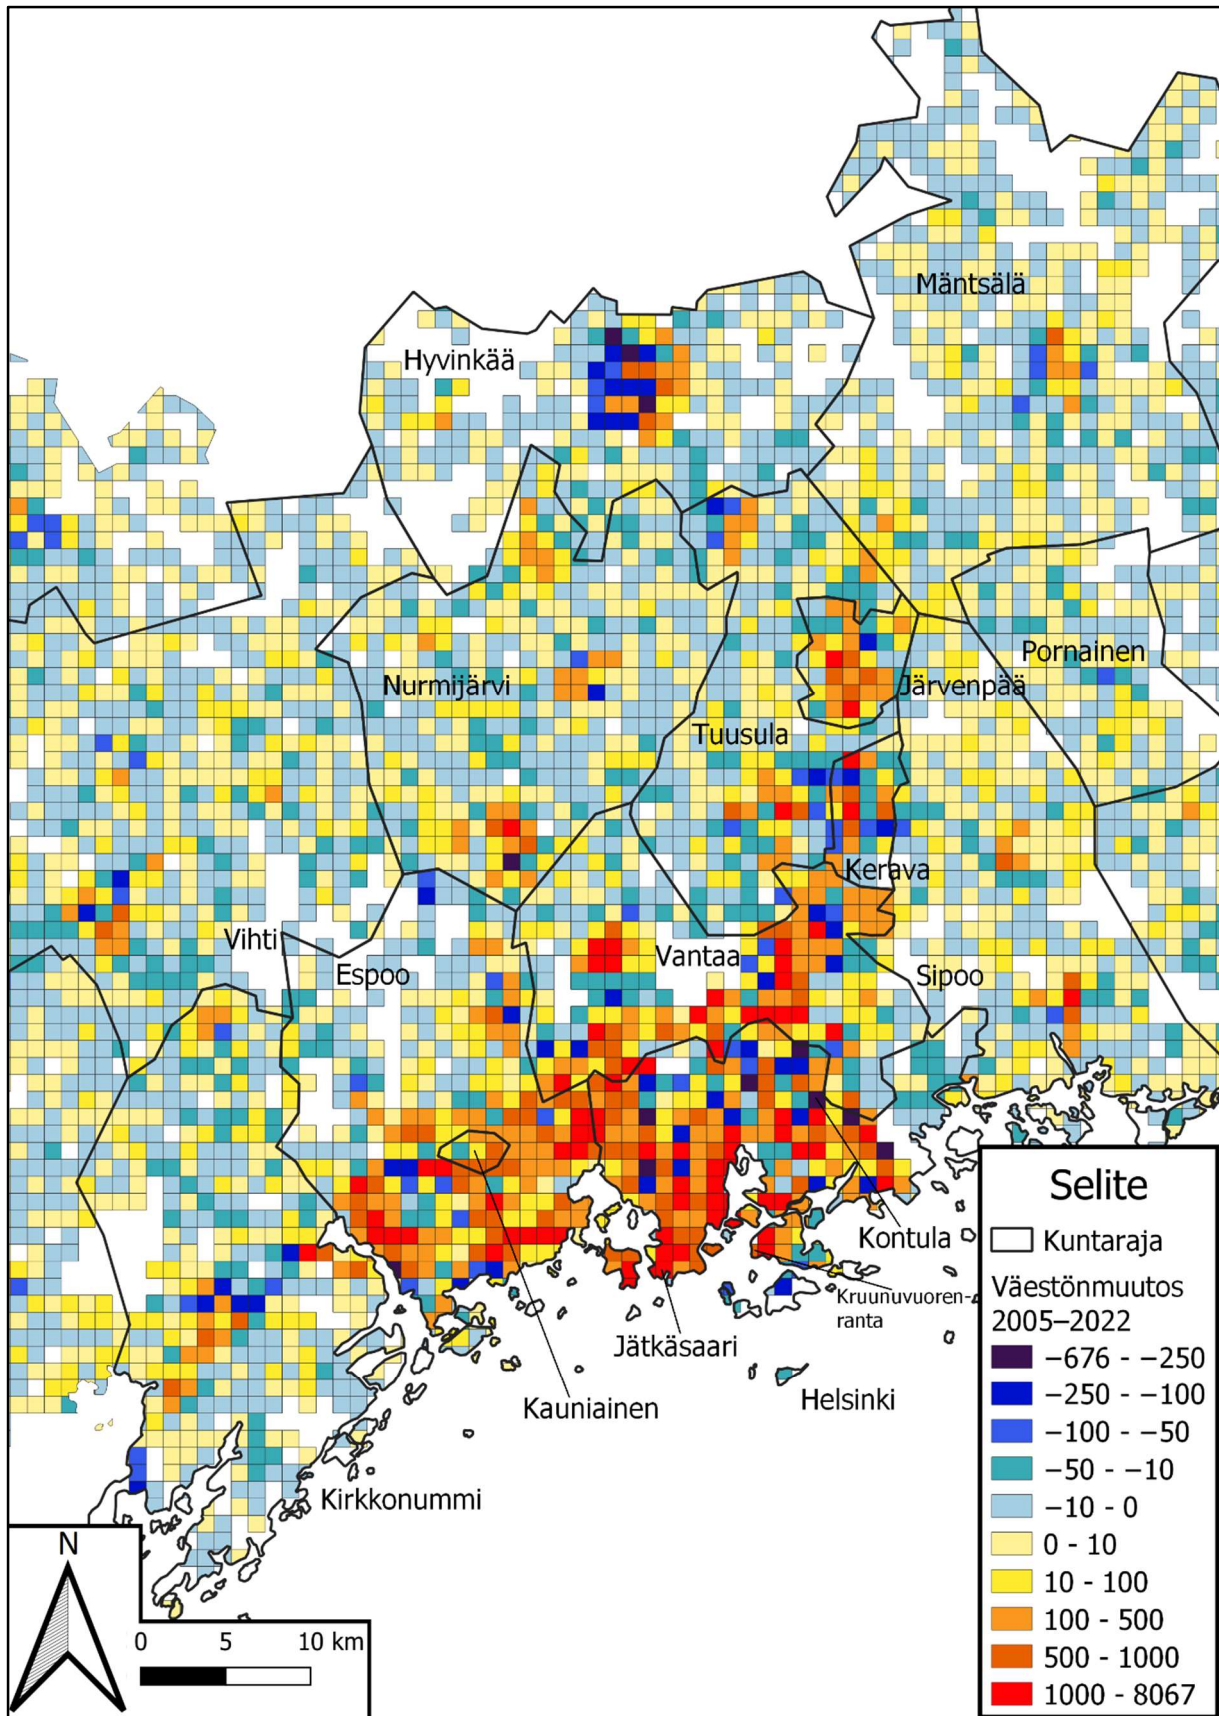 Mäntsälä
Hyvinkää
Pornainen
Nurmijärvi
Järvenpää
Tuusula
Kerava
Vihti
Vantaa
Espoo
Sipoo
Kontula
Kruunuvuoren-
ranta
Jätkäsaari
Helsinki
Kauniainen
Kirkkonummi
N
0 5 10 km
Selite
Kuntaraja
Väestönmuutos
2005–2022
−676 - −250
−250 - −100
−100 - −50
−50 - −10
−10 - 0
0 - 10
10 - 100
100 - 500
500 - 1000
1000 - 8067